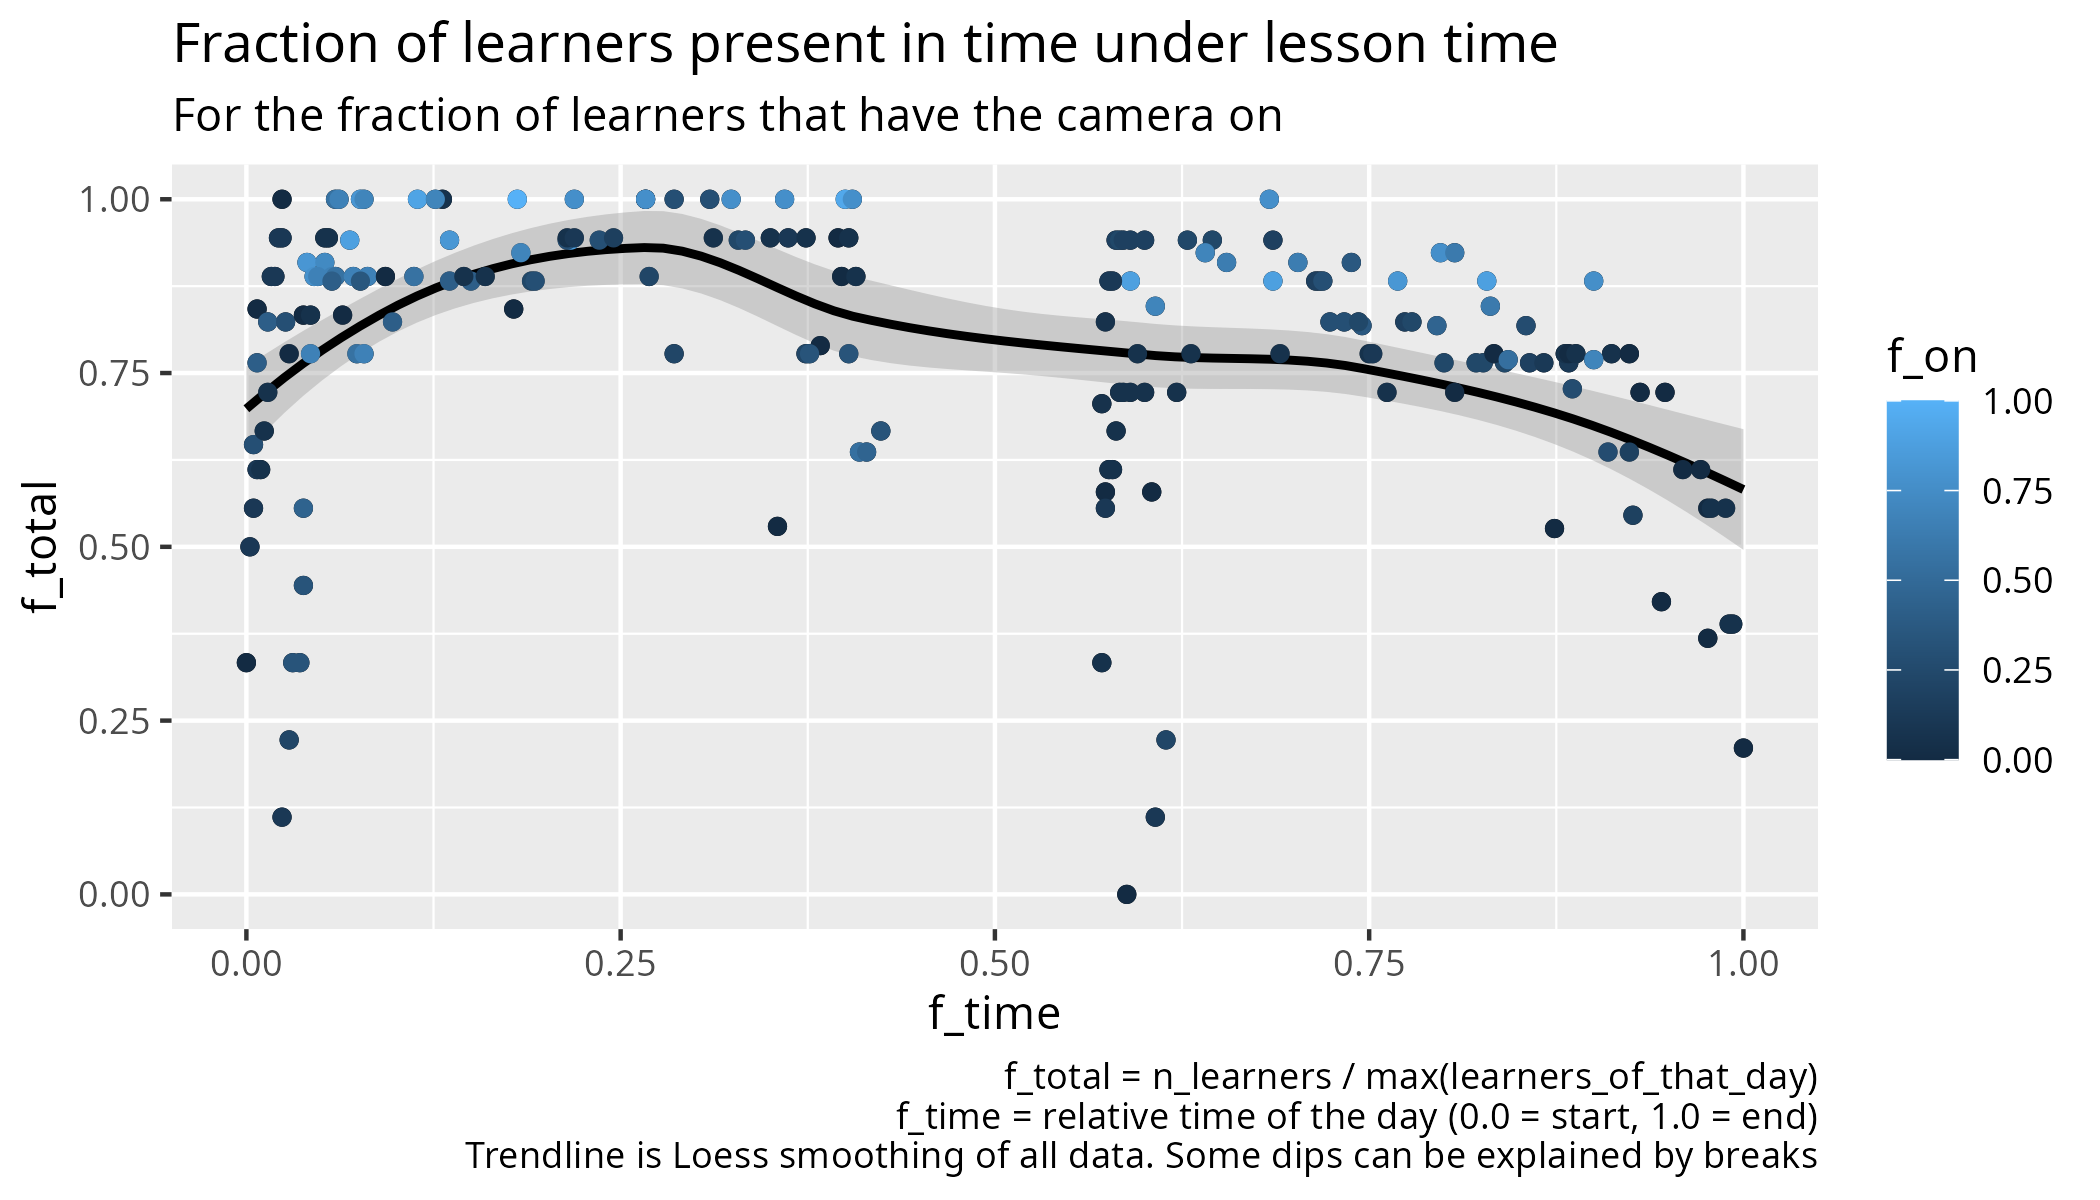 Fraction of learners present in time under lesson time
For the fraction of learners that have the camera on
f_total
1.00
0.75
0.50
0.25
0.00
0.00 0.25 0.50 0.75 1.00
f_time
f_on
1.00
0.75
0.50
0.25
0.00
f_total = n_learners / max(learners_of_that_day)
f_time = relative time of the day (0.0 = start, 1.0 = end)
Trendline is Loess smoothing of all data. Some dips can be explained by breaks